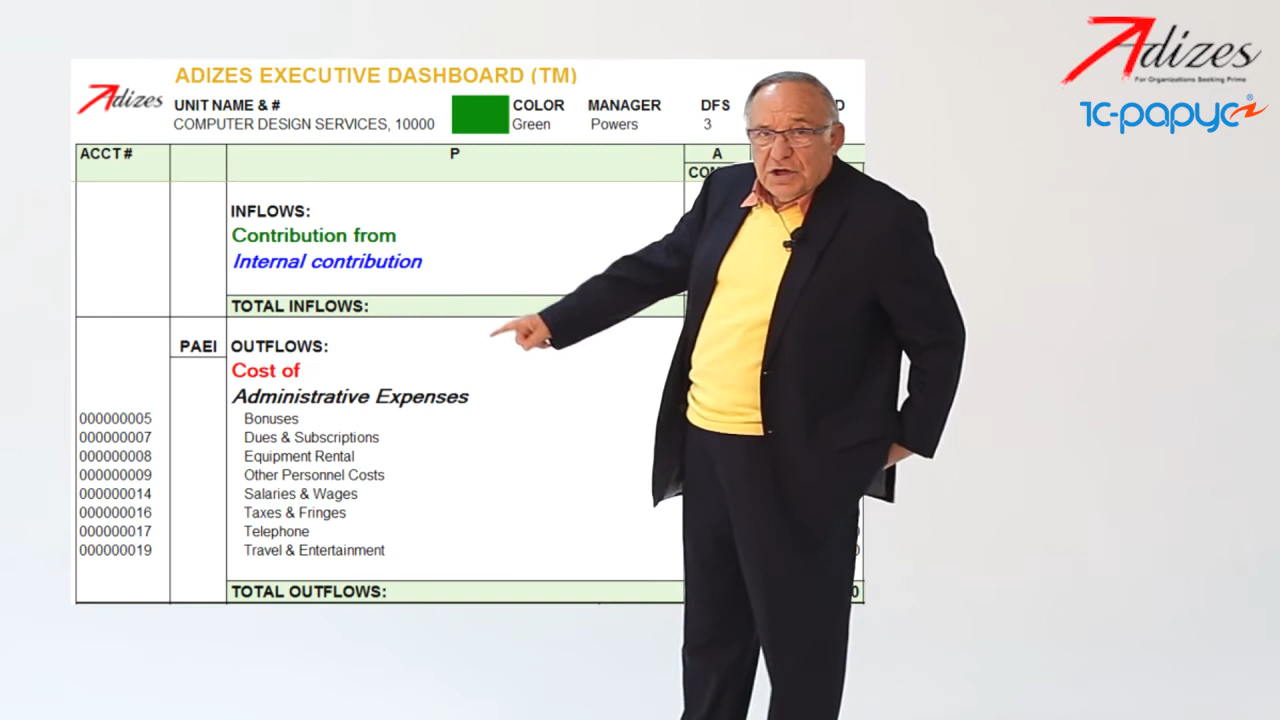 Adizes
For Organizations Seeking Prime
1С-рарус®
ADIZES EXECUTIVE DASHBOARD (TM)
Adizes
UNIT NAME & # COLOR MANAGER DFS D
COMPUTER DESIGN SERVICES, 10000 Green Powers 3
ACCT # P A
INFLOWS:
Contribution from
Internal contribution
TOTAL INFLOWS:
PAEI OUTFLOWS:
Cost of
Administrative Expenses
000000005 Bonuses
000000007 Dues & Subscriptions
000000008 Equipment Rental
000000009 Other Personnel Costs
000000014 Salaries & Wages
000000016 Taxes & Fringes
000000017 Telephone
000000019 Travel & Entertainment
TOTAL OUTFLOWS: 0